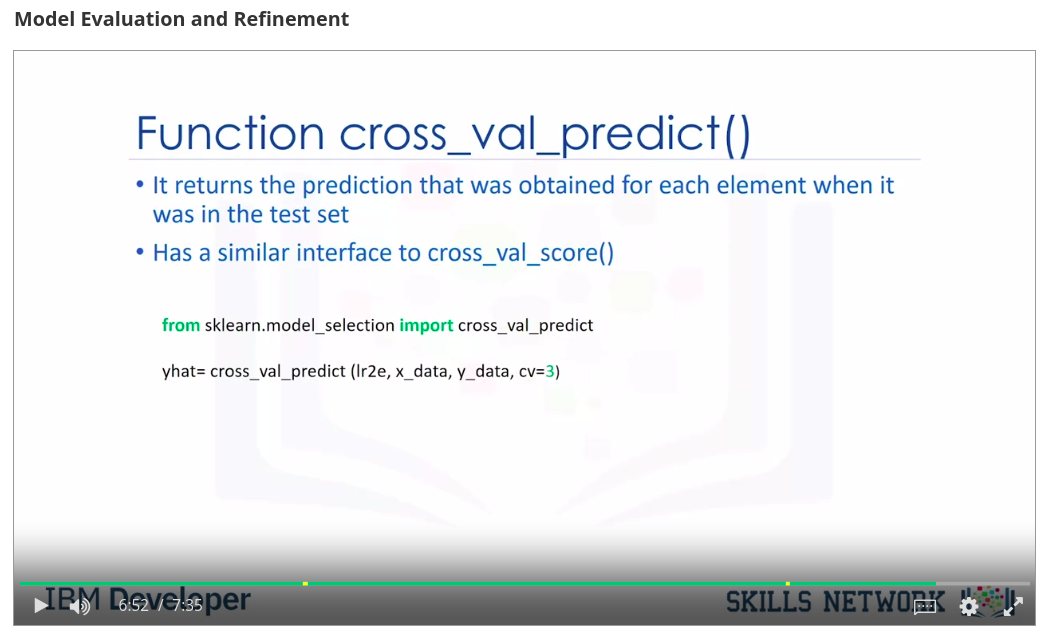 Model Evaluation and Refinement
Function cross_val_predict()
• It returns the prediction that was obtained for each element when it
was in the test set
• Has a similar interface to cross_val_score()
from sklearn.model_selection import cross_val_predict
yhat= cross_val_predict (lr2e, x_data, y_data, cv=3)
IBM Developer
6:52 / 7:35
SKILLS NETWORK